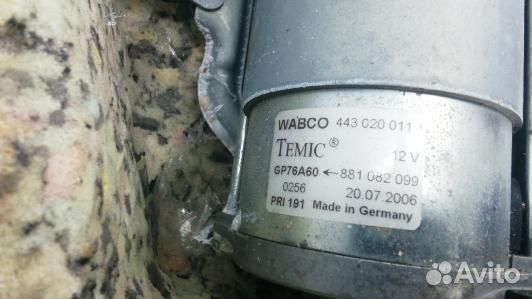 WABCO 443 020 011 1
TEMIC ® 12 V
GP76A60 ← 881 082 099
0256 20.07.2006
PRI 191 Made in Germany
Avito